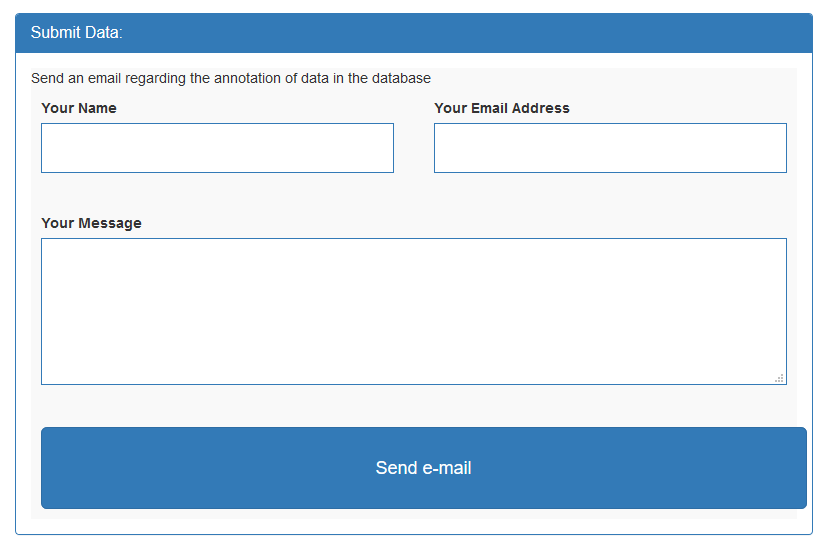 Submit Data:
Send an email regarding the annotation of data in the database
Your Name
Your Email Address
Your Message
Send e-mail